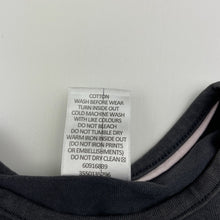 COTTON
WASH BEFORE WEAR
TURN INSIDE OUT
COLD MACHINE WASH
WITH LIKE COLOURS
DO NOT BLEACH
DO NOT TUMBLE DRY
WARM IRON INSIDE OUT
(DO NOT IRON PRINTS
OR EMBELLISHMENTS)
DO NOT DRY CLEAN
60916839